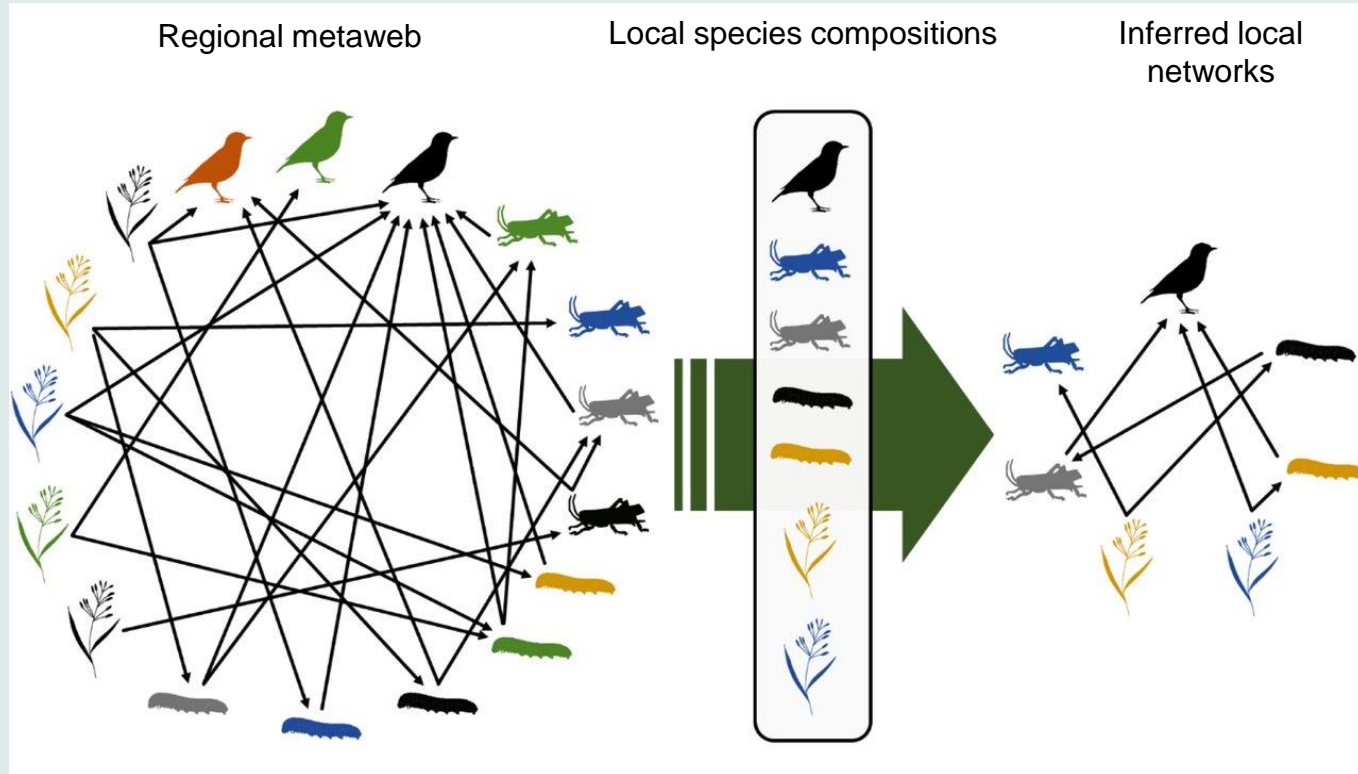 Regional metaweb
Local species compositions
Inferred local
networks